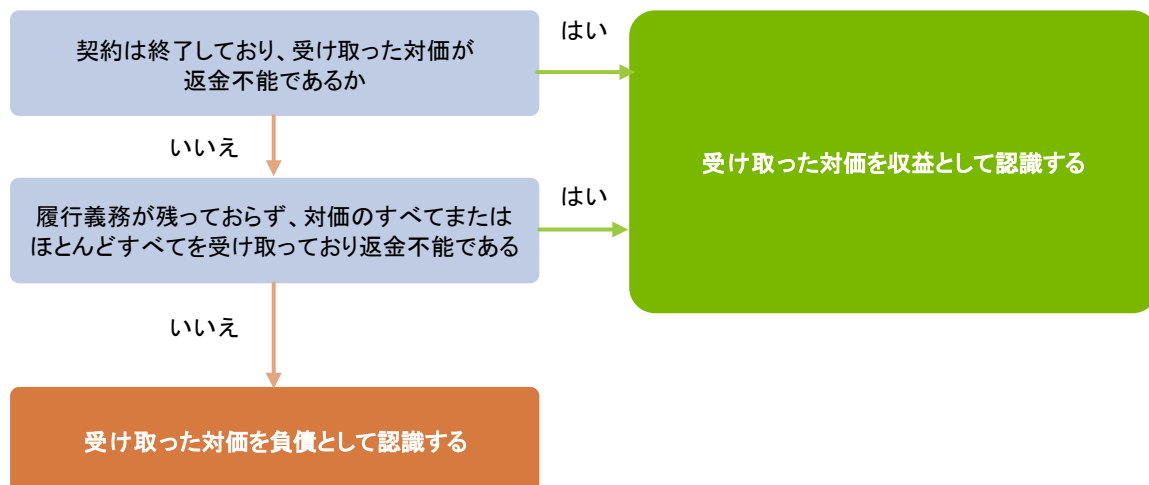 契約は終了しており、受け取った対価が
返金不能であるか
はい
受け取った対価を収益として認識する
いいえ
履行義務が残っておらず、対価のすべてまたは
ほとんどすべてを受け取っており返金不能である
はい
いいえ
受け取った対価を負債として認識する